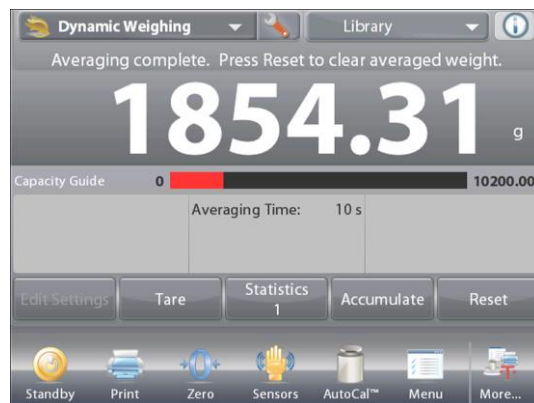 Dynamic Weighing Library
Averaging complete. Press Reset to clear averaged weight.
1854.31 g
Capacity Guide 0 10200.00
Averaging Time: 10 s
Edit Settings Tare Statistics 1 Accumulate Reset
Standby Print Zero Sensors AutoCal™ Menu More...